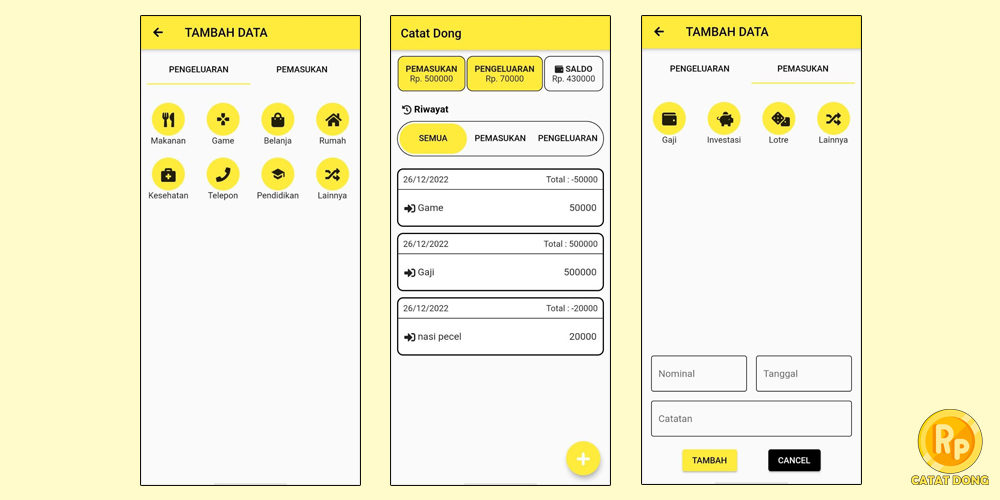 TAMBAH DATA
PENGELUARAN PEMASUKAN
Makanan Game Belanja Rumah
Kesehatan Telepon Pendidikan Lainnya
Catat Dong
PEMASUKAN PENGELUARAN SALDO
Rp. 500000 Rp. 70000 Rp. 430000
Riwayat
SEMUA PEMASUKAN PENGELUARAN
26/12/2022 Total : -50000
Game 50000
26/12/2022 Total : 500000
Gaji 500000
26/12/2022 Total : -20000
nasi pecel 20000
TAMBAH DATA
PENGELUARAN PEMASUKAN
Gaji Investasi Lotre Lainnya
Nominal Tanggal
Catatan
TAMBAH CANCEL
Rp
CATAT DONG